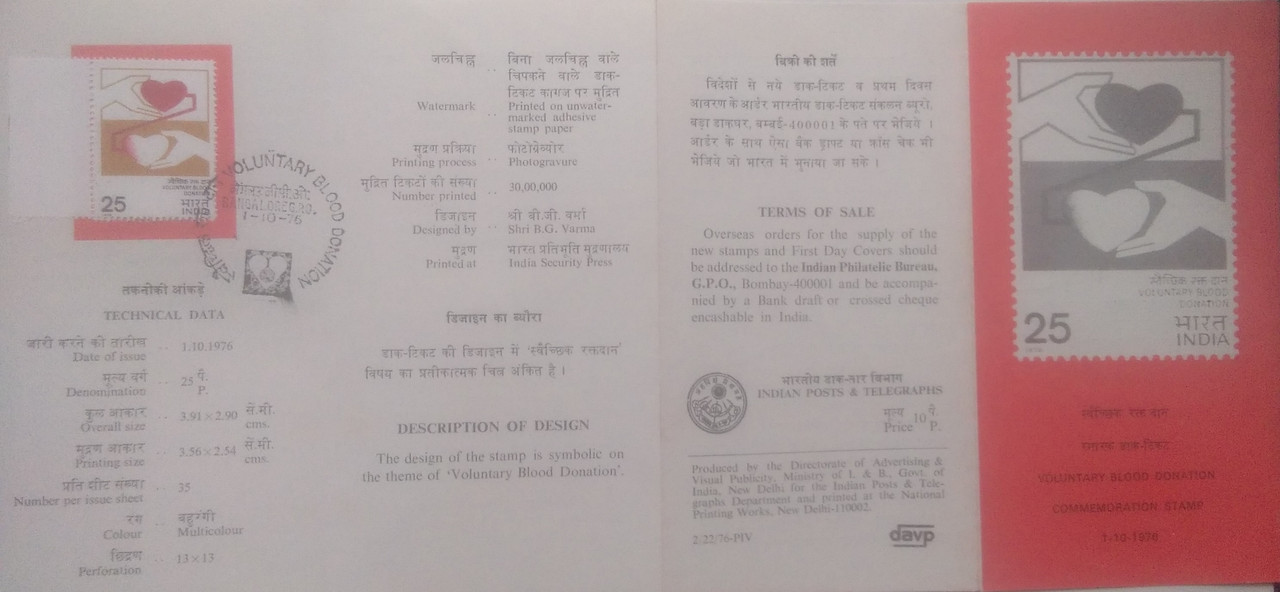 स्वैच्छिक रक्त दान
VOLUNTARY BLOOD
DONATION
25
भारत
INDIA
VOLUNTARY BLOOD DONATION
BANGALORE G.P.O.
1-10-76
तकनीकी आंकड़े
TECHNICAL DATA
जारी करने की तारीख .. 1.10.1976
Date of issue
मूल्य वर्ग .. 25 पै.
Denomination P.
कुल आकार .. 3.91×2.90 सें.मी.
Overall size cms.
मुद्रण आकार .. 3.56×2.54 सें.मी.
Printing size cms.
प्रति शीट संख्या .. 35
Number per issue sheet
रंग .. बहुरंगी
Colour Multicolour
छिद्रण .. 13×13
Perforation
जलचिह्न .. बिना जलचिह्न वाले
चिपकने वाले डाक-
टिकट कागज पर मुद्रित
Watermark Printed on unwater-
marked adhesive
stamp paper
मुद्रण प्रक्रिया .. फोटोग्रेव्योर
Printing process Photogravure
मुद्रित टिकटों की संख्या .. 30,00,000
Number printed
डिजाइन .. श्री बी.जी. वर्मा
Designed by Shri B.G. Varma
मुद्रण .. भारत प्रतिभूति मुद्रणालय
Printed at India Security Press
डिजाइन का ब्यौरा
डाक-टिकट की डिजाइन में 'स्वैच्छिक रक्तदान'
विषय का प्रतीकात्मक चित्र अंकित है ।
DESCRIPTION OF DESIGN
The design of the stamp is symbolic on
the theme of 'Voluntary Blood Donation'.
बिक्री की शर्तें
विदेशों से नये डाक-टिकट व प्रथम दिवस
आवरण के आर्डर भारतीय डाक-टिकट संकलन ब्यूरो,
बड़ा डाकघर, बम्बई-400001 के पते पर भेजिये ।
आर्डर के साथ ऐसा बैंक ड्राफ्ट या क्रॉस चेक भी
भेजिये जो भारत में भुनाया जा सके ।
TERMS OF SALE
Overseas orders for the supply of the
new stamps and First Day Covers should
be addressed to the Indian Philatelic Bureau,
G.P.O., Bombay-400001 and be accompa-
nied by a Bank draft or crossed cheque
encashable in India.
भारतीय डाक-तार विभाग
INDIAN POSTS & TELEGRAPHS
मूल्य 10 पै.
Price P.
Produced by the Directorate of Advertising &
Visual Publicity, Ministry of I. & B., Govt. of
India, New Delhi for the Indian Posts & Tele-
graphs Department and printed at the National
Printing Works, New Delhi-110002.
2/22/76-PIV
davp
स्वैच्छिक रक्त दान
VOLUNTARY BLOOD
DONATION
25
भारत
INDIA
स्वैच्छिक रक्त दान
स्मारक डाक-टिकट
VOLUNTARY BLOOD DONATION
COMMEMORATION STAMP
1-10-1976